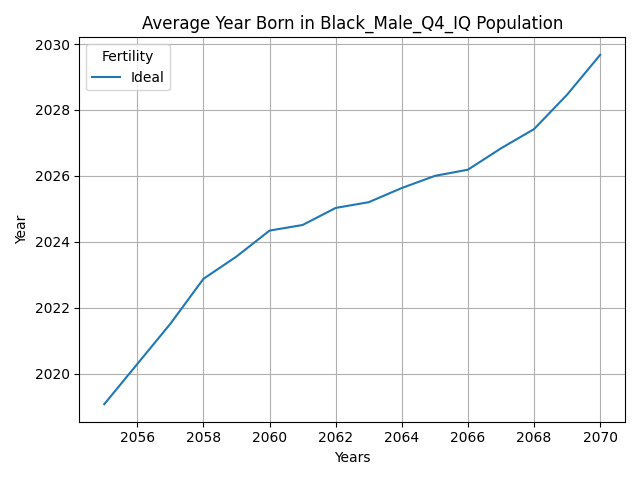 Average Year Born in Black_Male_Q4_IQ Population
2030
Fertility
Ideal
2028
2026
2024
2022
2020
Year
2056 2058 2060 2062 2064 2066 2068 2070
Years